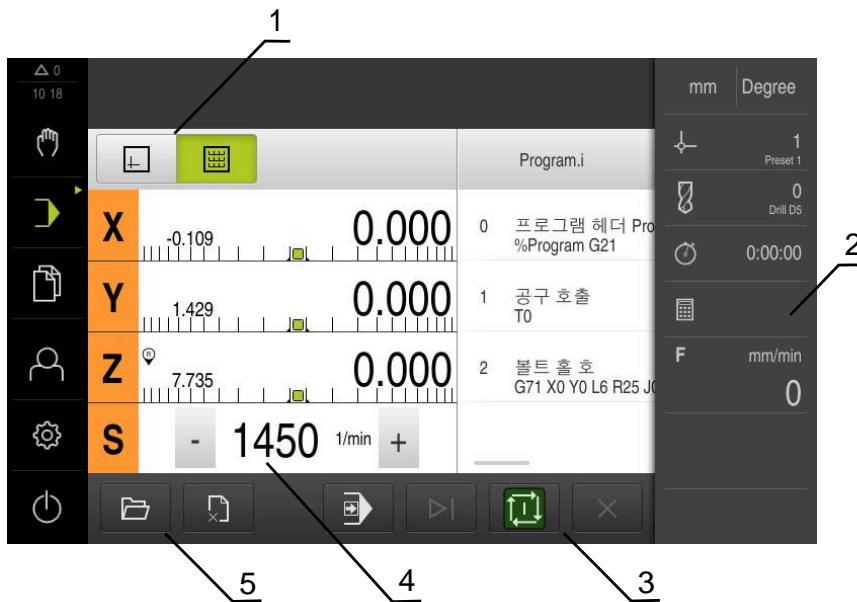 1
0
10 18
mm Degree
Program.i
1
Preset 1
X -0.109 0.000
0 프로그램 헤더 Pro
%Program G21
0
Drill D5
2
0:00:00
Y 1.429 0.000
1 공구 호출
T0
Z R 7.735 0.000
2 볼트 홀 호
G71 X0 Y0 L6 R25
F mm/min
0
S - 1450 1/min +
5 4 3